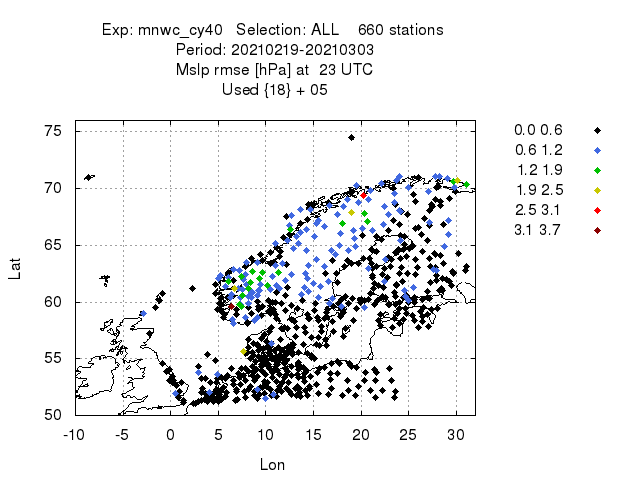 Exp: mnwc_cy40   Selection: ALL    660 stations
Period: 20210219-20210303
Mslp rmse [hPa] at  23 UTC
Used {18} + 05
0.0 0.6
0.6 1.2
1.2 1.9
1.9 2.5
2.5 3.1
3.1 3.7
75
70
65
60
55
50
Lat
-10 -5 0 5 10 15 20 25 30
Lon